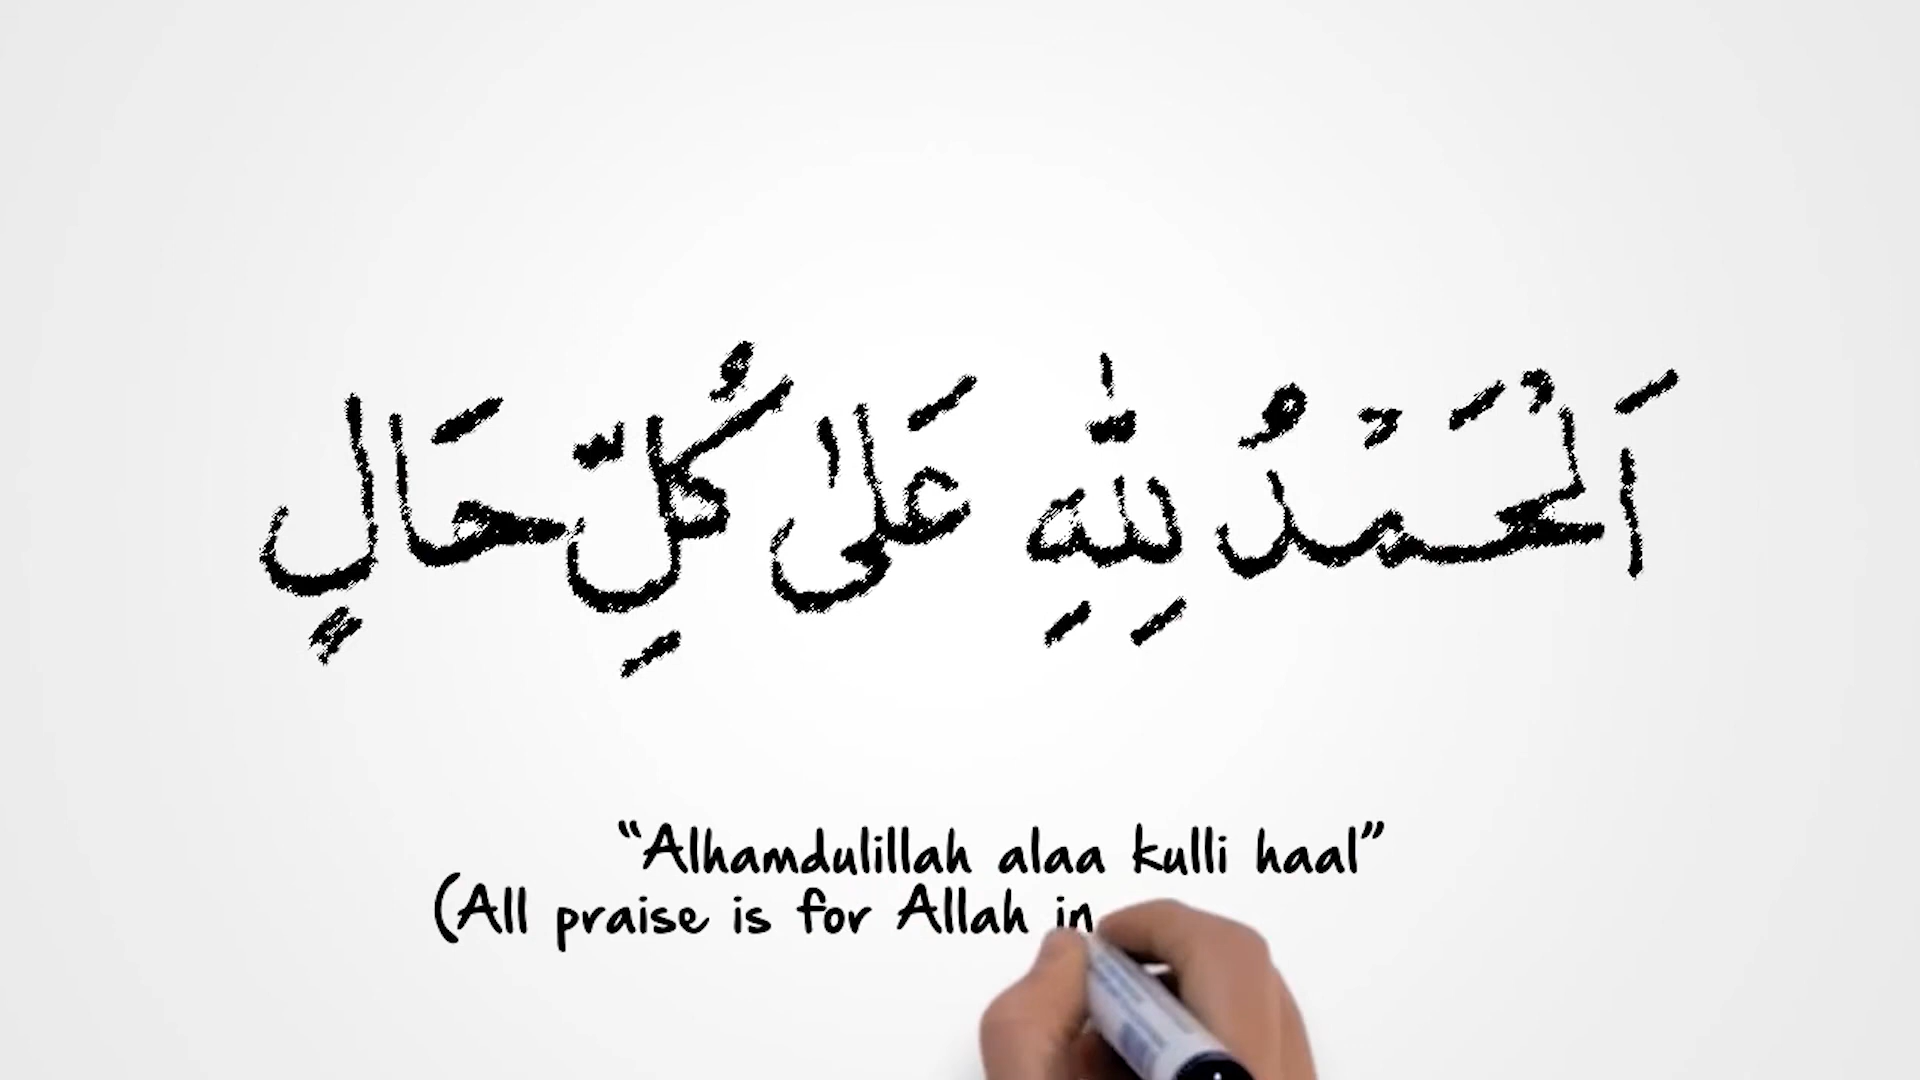 اَلْحَمْدُ لِلّٰهِ عَلٰى كُلِّ حَالٍ
“Alhamdulillah alaa kulli haal”
(All praise is for Allah in